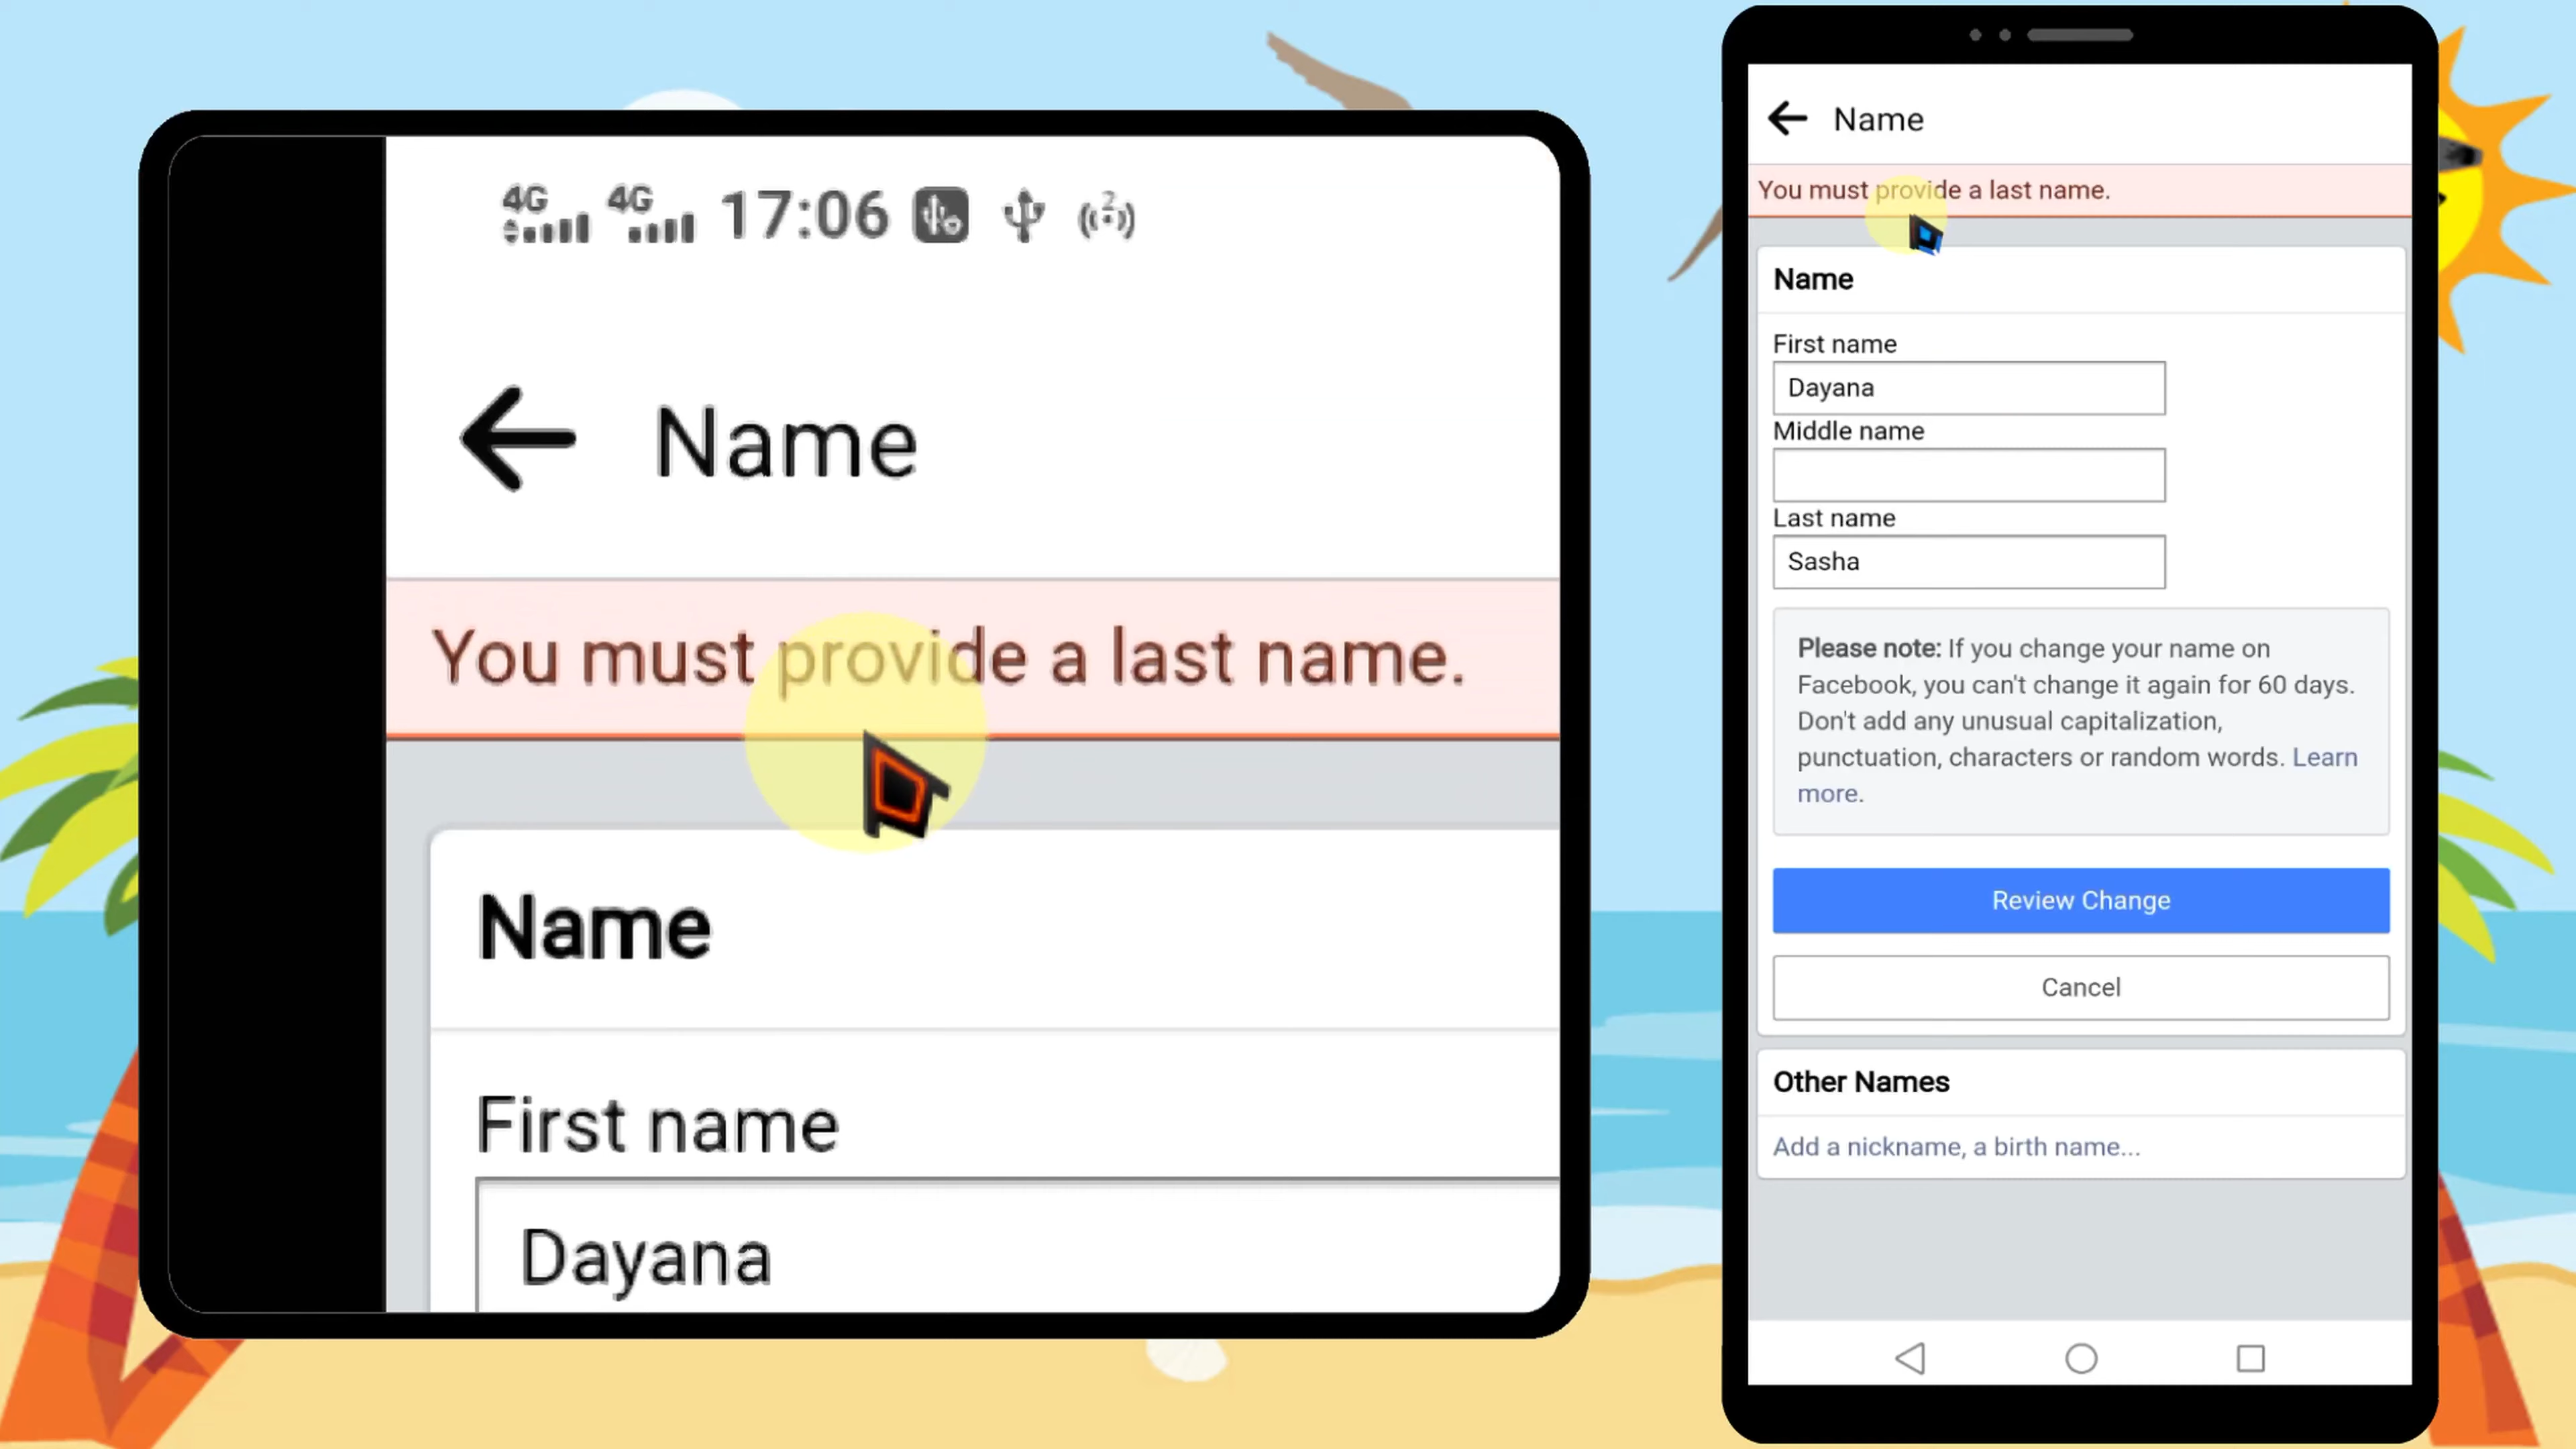 4G 4G 17:06
Name
You must provide a last name.
Name
First name
Dayana
Name
You must provide a last name.
Name
First name
Dayana
Middle name
Last name
Sasha
Please note: If you change your name on
Facebook, you can't change it again for 60 days.
Don't add any unusual capitalization,
punctuation, characters or random words. Learn
more.
Review Change
Cancel
Other Names
Add a nickname, a birth name...